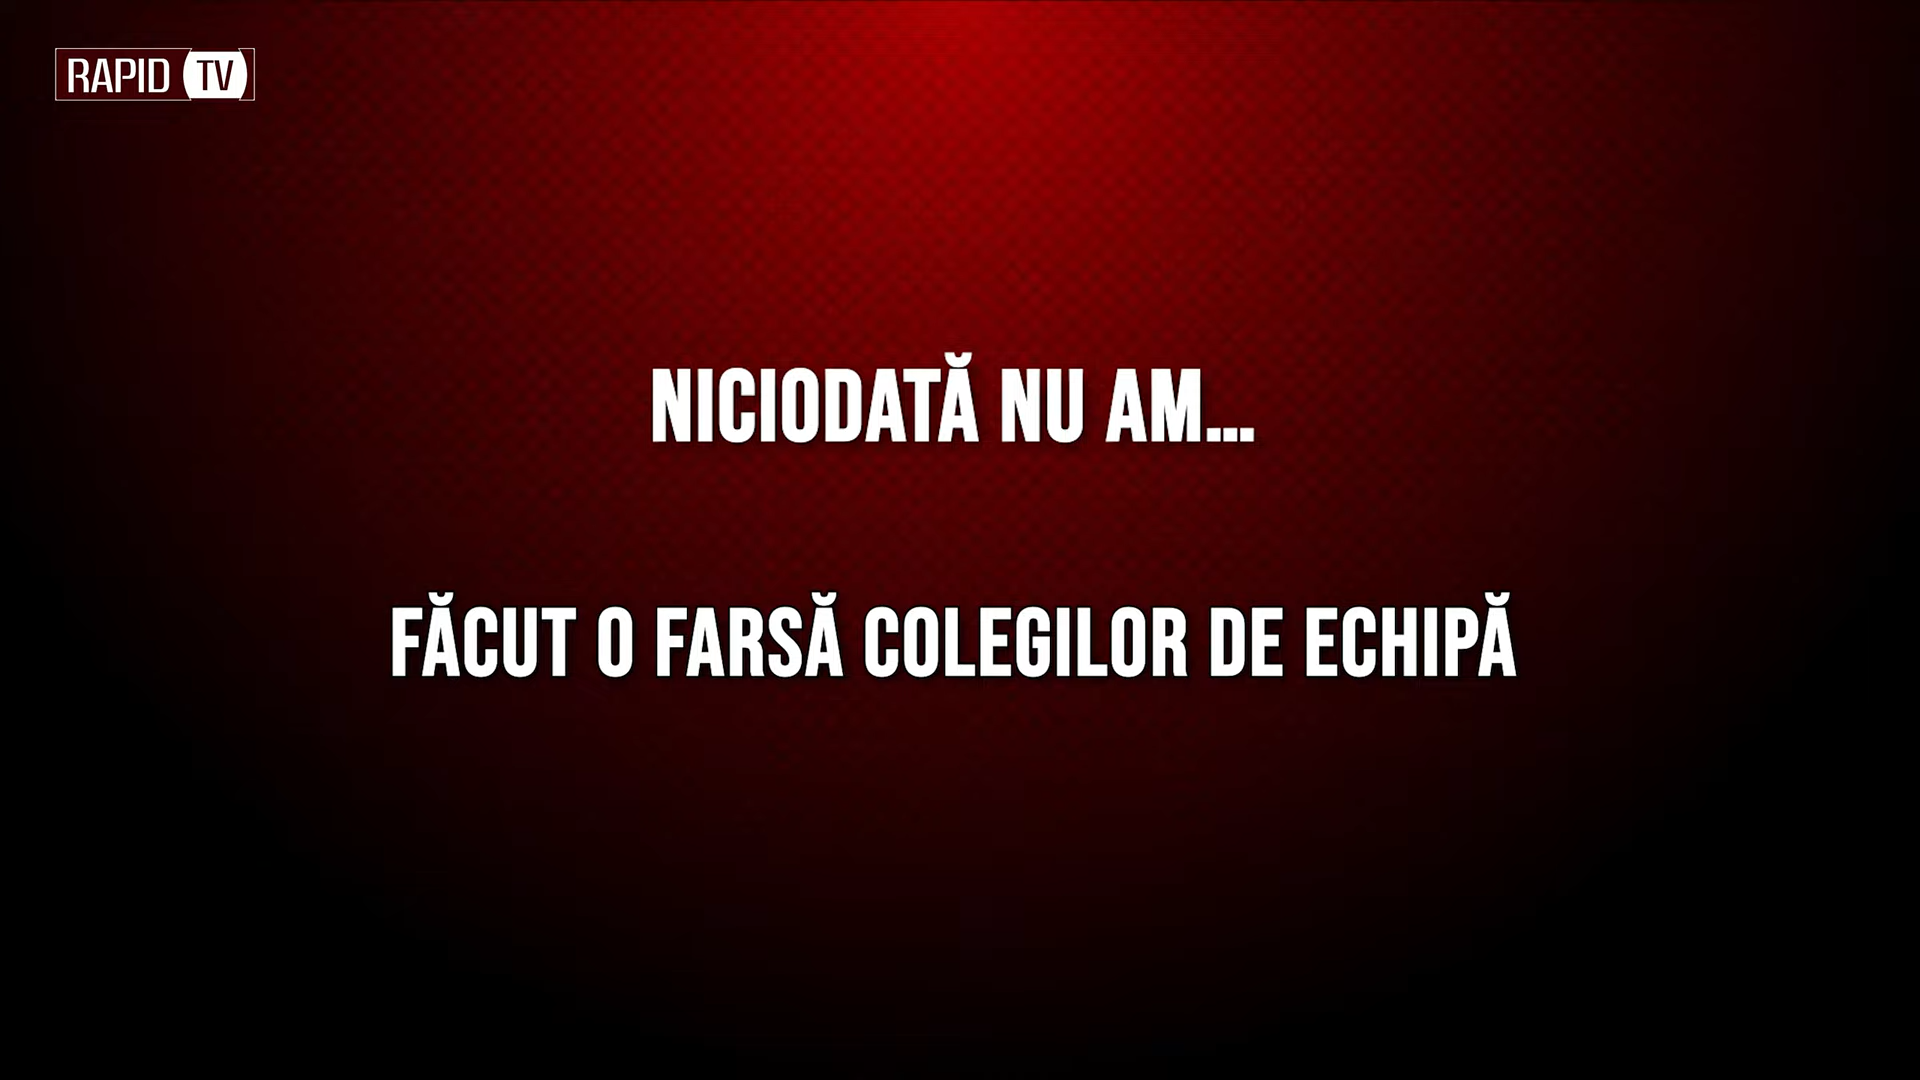 RAPID TV
NICIODATĂ NU AM...
FĂCUT O FARSĂ COLEGILOR DE ECHIPĂ